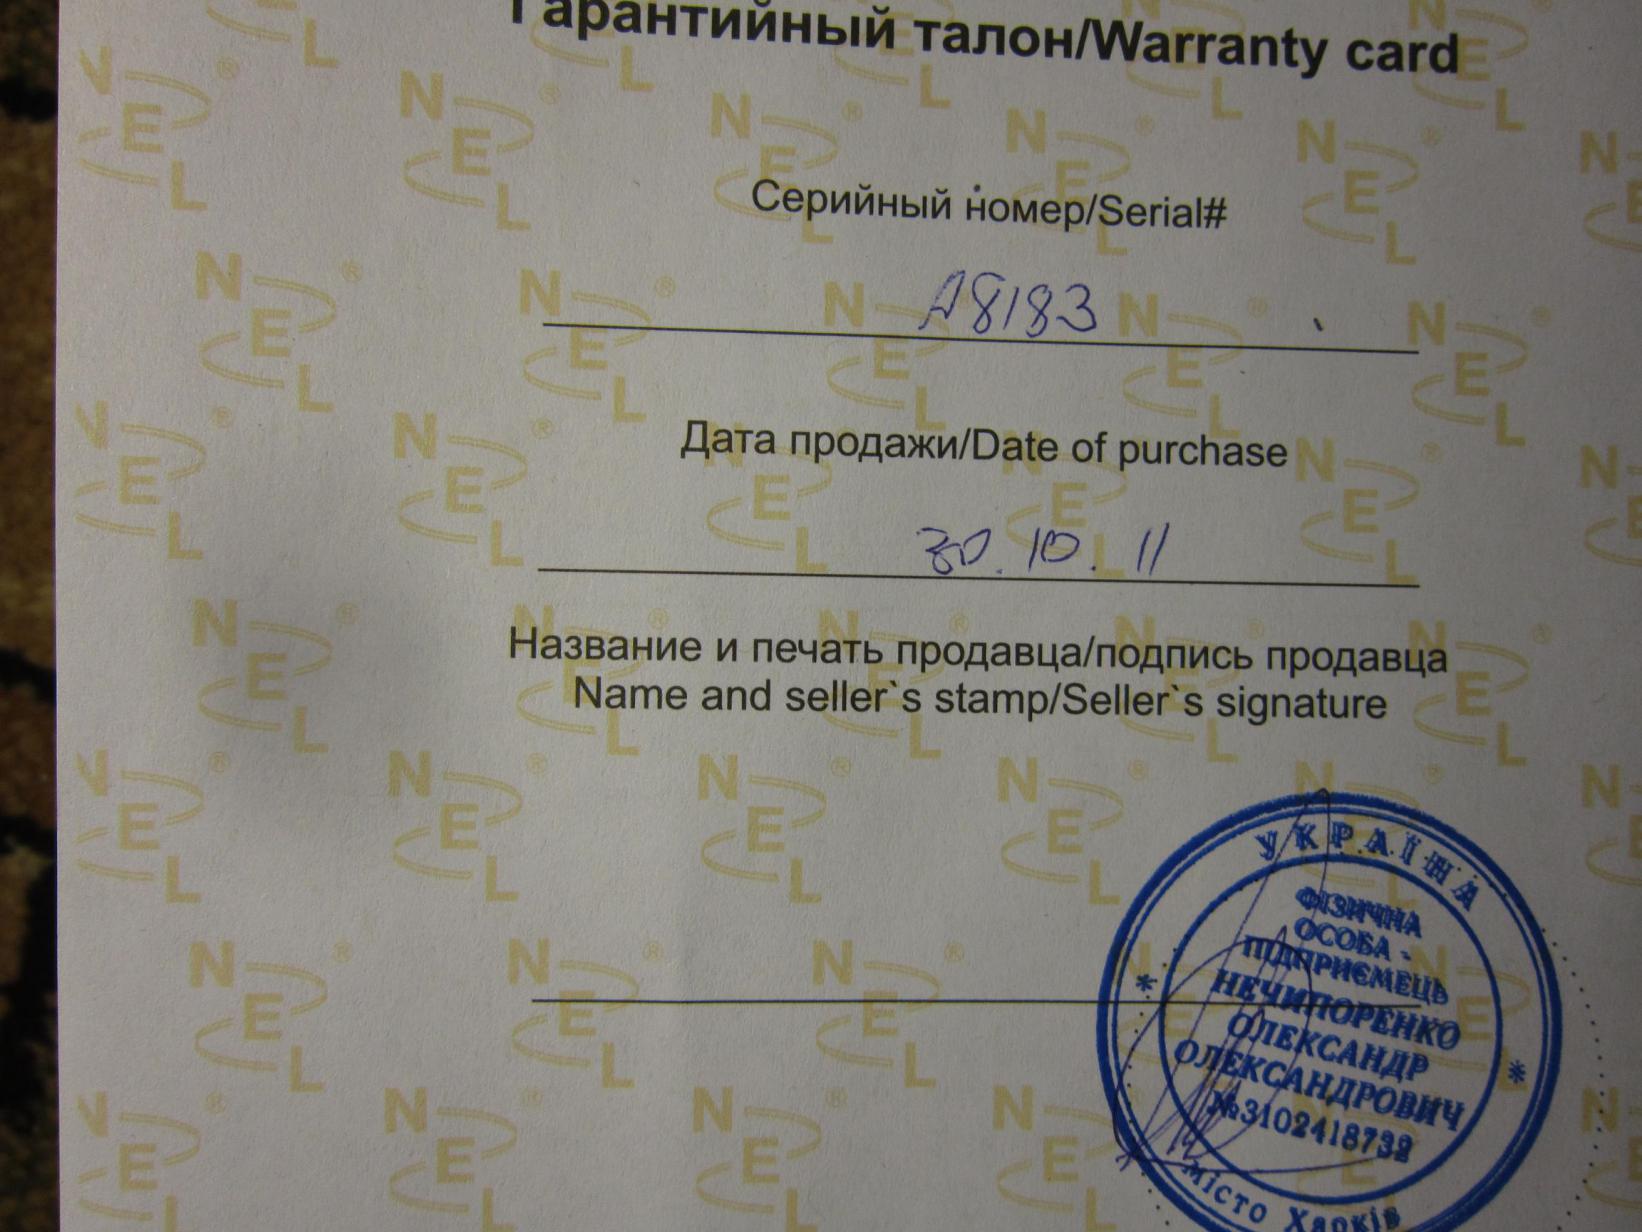 Гарантийный талон/Warranty card
Серийный номер/Serial#
A8183
Дата продажи/Date of purchase
30.10.11
Название и печать продавца/подпись продавца
Name and seller`s stamp/Seller`s signature
УКРАЇНА
ФІЗИЧНА
ОСОБА -
ПІДПРИЄМЕЦЬ
НЕЧИПОРЕНКО
ОЛЕКСАНДР
ОЛЕКСАНДРОВИЧ
№3102418732
місто Харків
NEL®